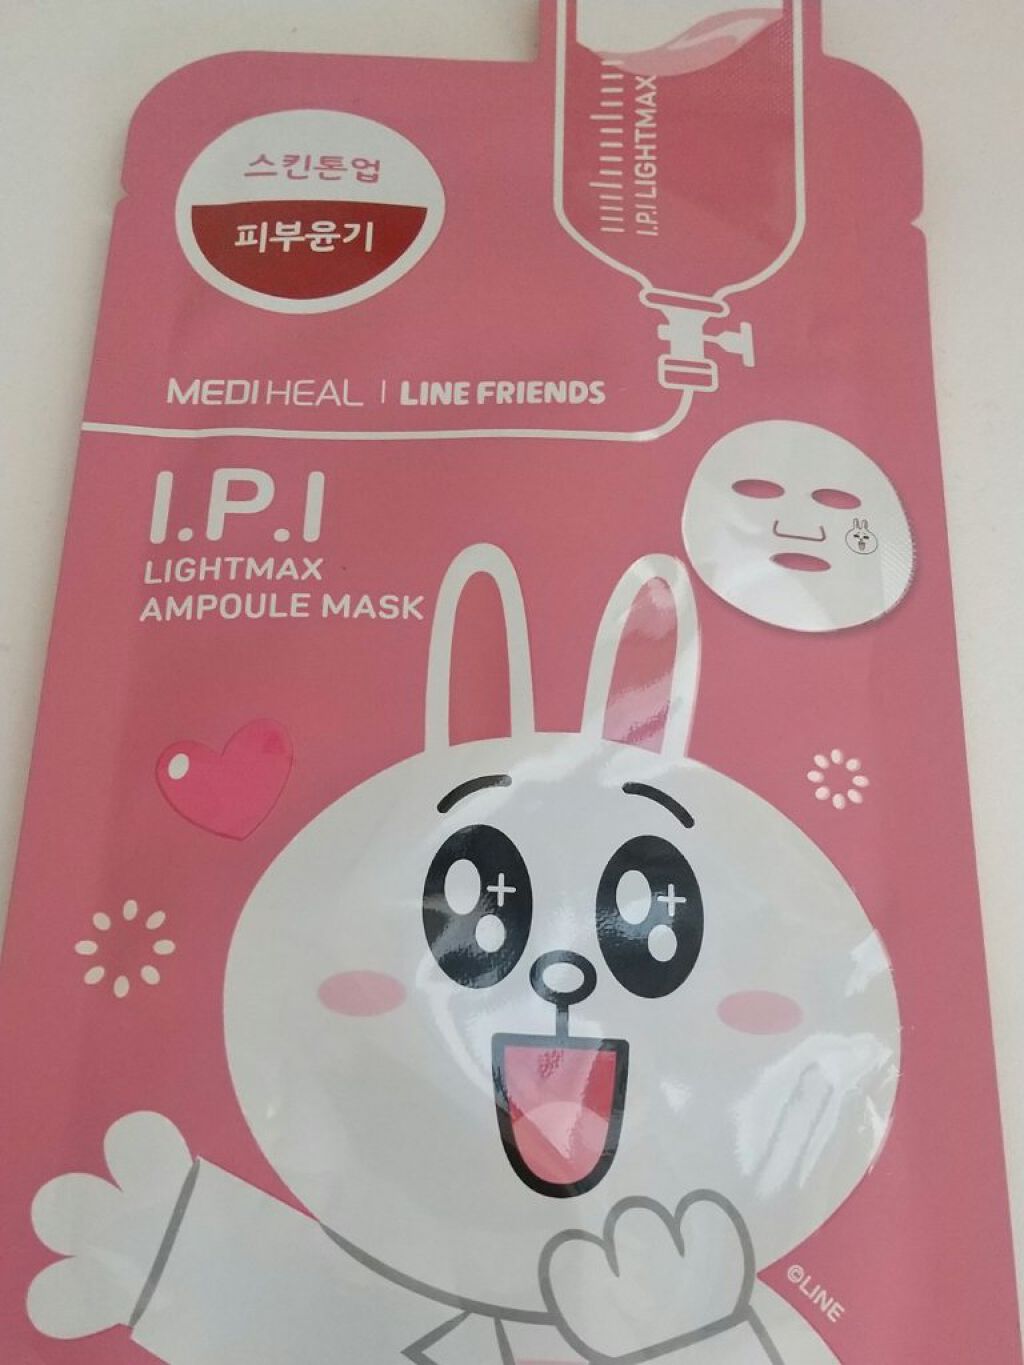 I.P.I LIGHTMAX
스킨톤업
피부윤기
MEDIHEAL | LINE FRIENDS
I.P.I
LIGHTMAX
AMPOULE MASK
©LINE